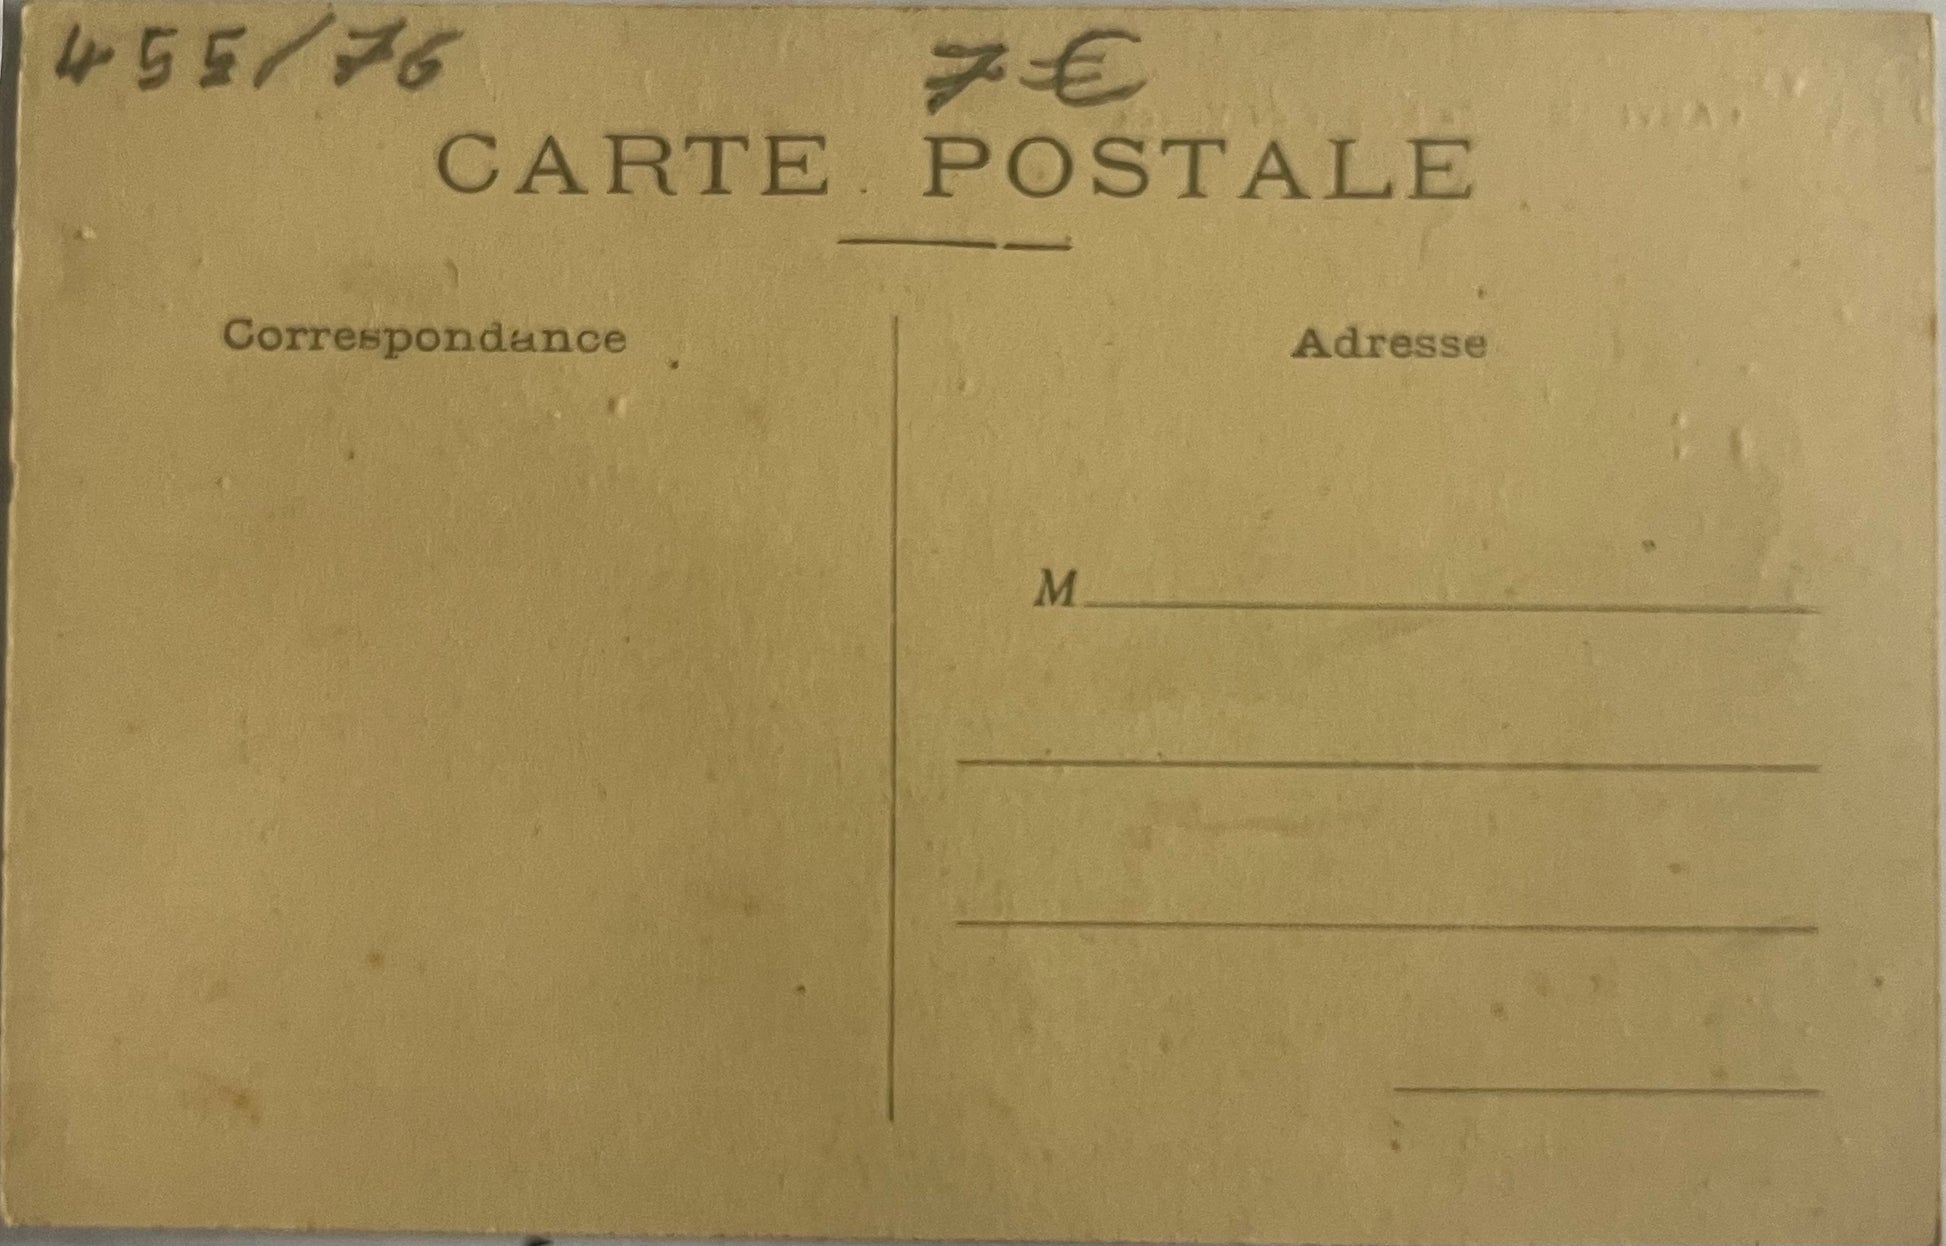 455/76 7€
CARTE POSTALE
Correspondance
Adresse
M